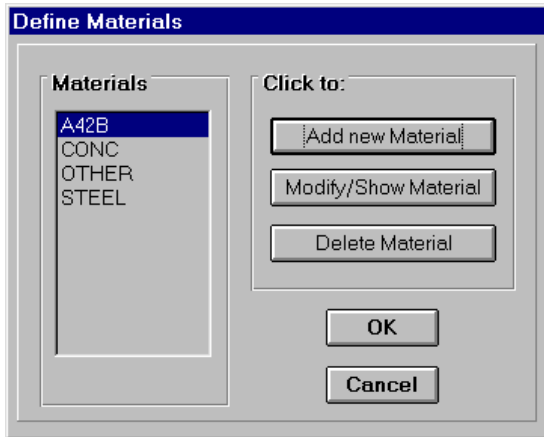 Define Materials
Materials
A42B
CONC
OTHER
STEEL
Click to:
Add new Material
Modify/Show Material
Delete Material
OK
Cancel